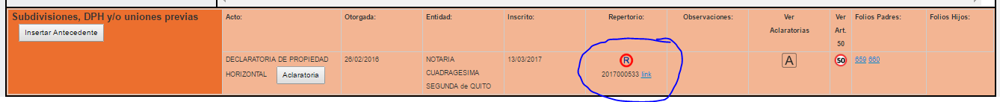 Subdivisiones, DPH y/o uniones previas
Insertar Antecedente
Acto:
Otorgada:
Entidad:
Inscrito:
Repertorio:
Observaciones:
Ver
Aclaratorias
Ver
Art.
50
Folios Padres:
Folios Hijos:
DECLARATORIA DE PROPIEDAD
HORIZONTAL Aclaratoria
26/02/2016
NOTARIA
CUADRAGESIMA
SEGUNDA de QUITO
13/03/2017
R
2017000533 link
A
50
659 660